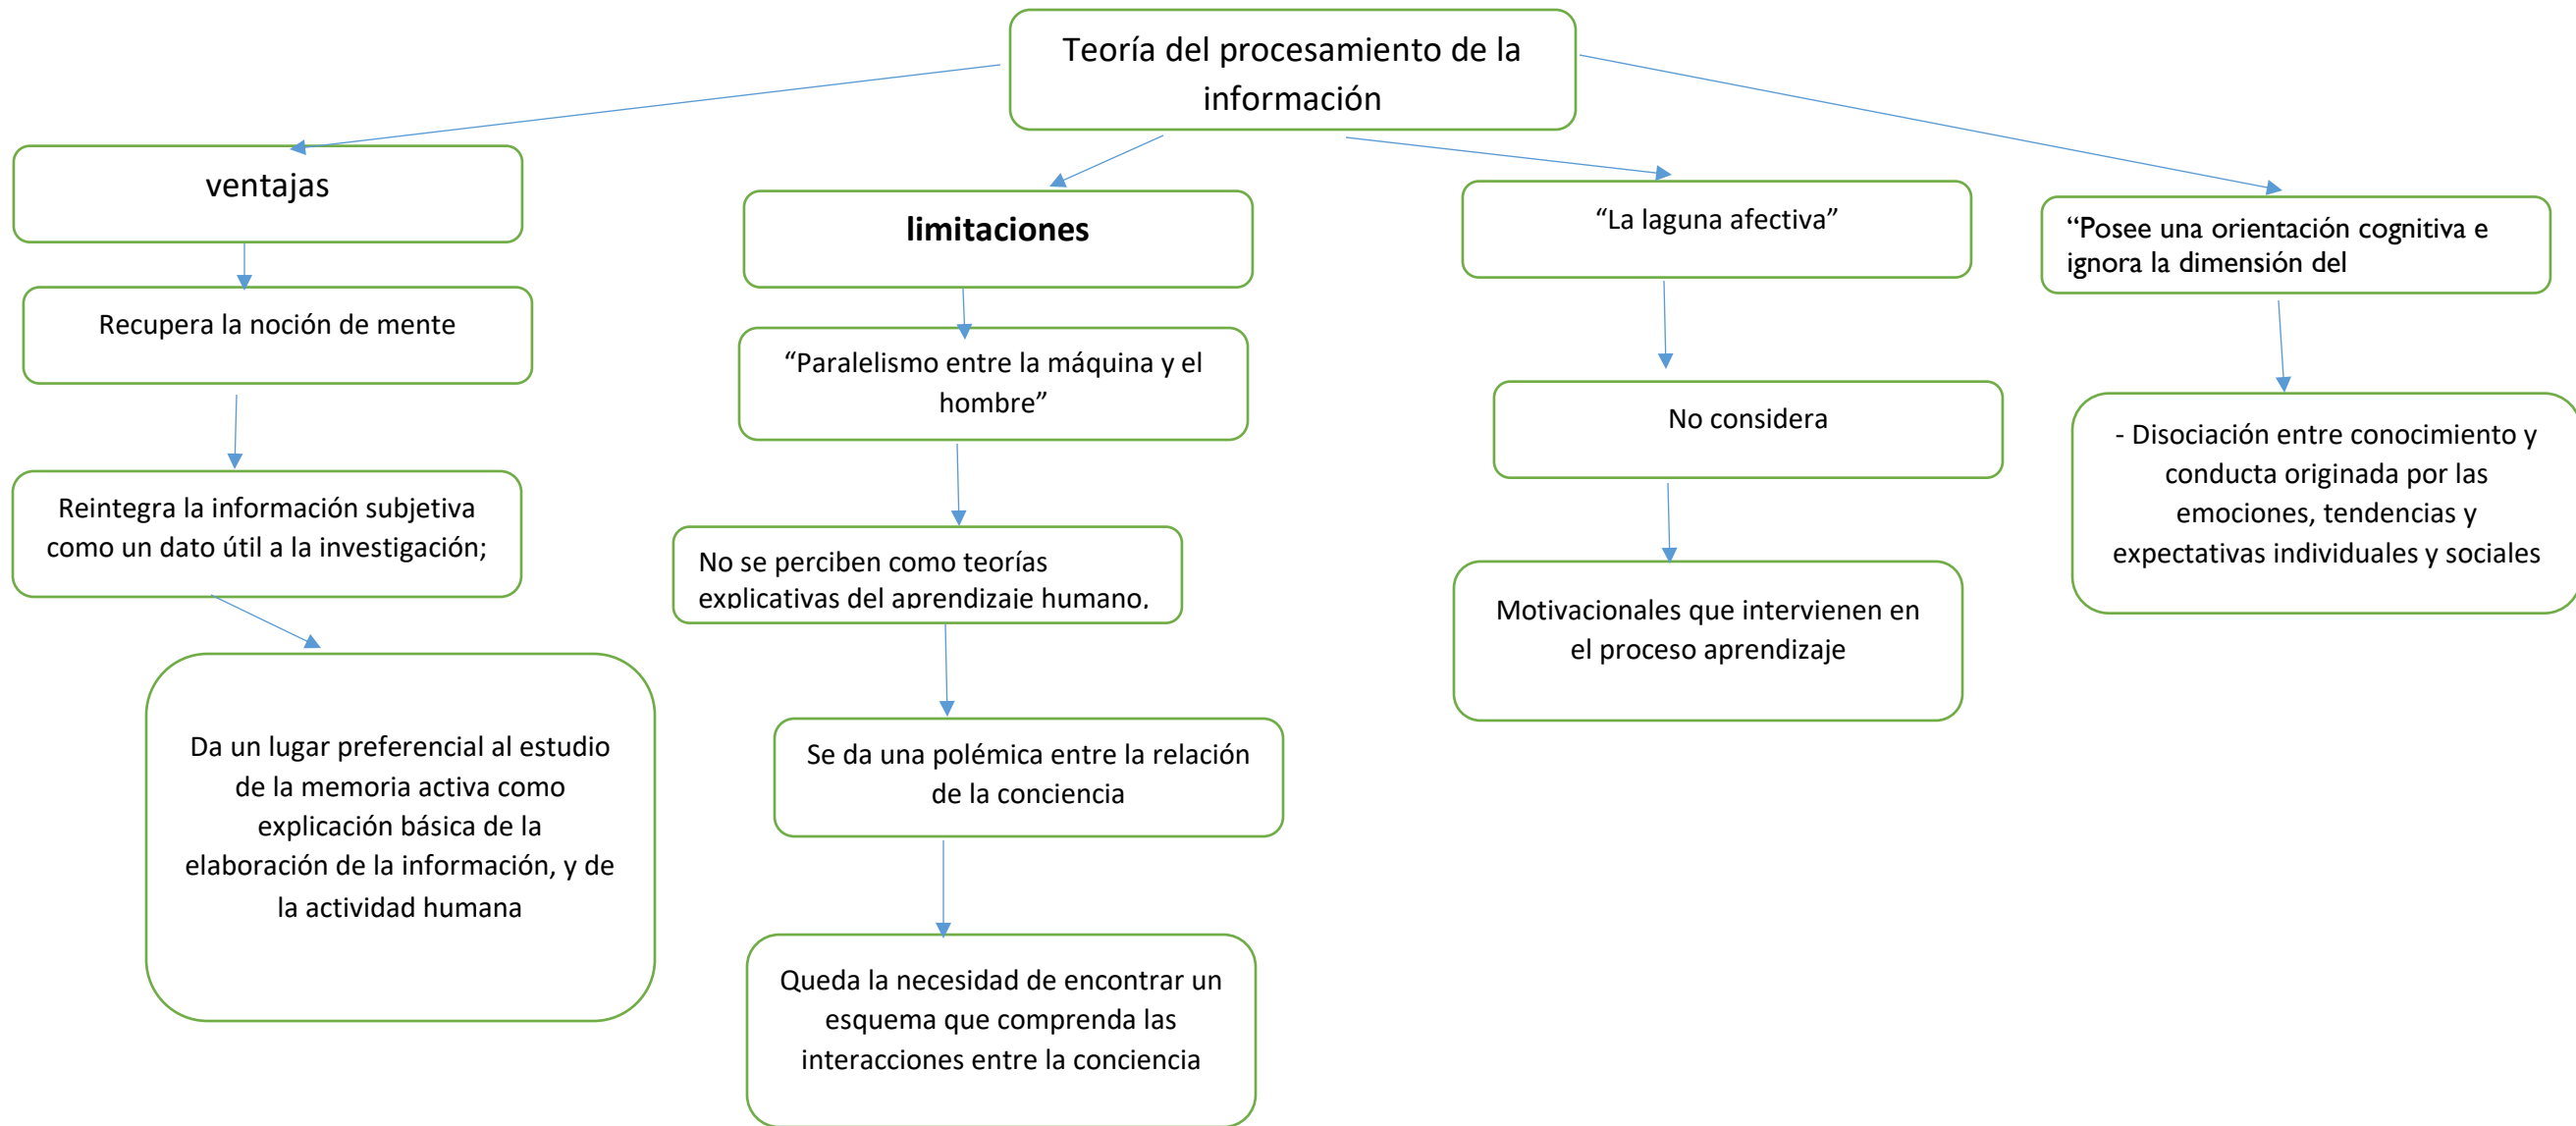 Teoría del procesamiento de la
información
ventajas
Recupera la noción de mente
Reintegra la información subjetiva
como un dato útil a la investigación;
Da un lugar preferencial al estudio
de la memoria activa como
explicación básica de la
elaboración de la información, y de
la actividad humana
limitaciones
“Paralelismo entre la máquina y el
hombre”
No se perciben como teorías
explicativas del aprendizaje humano,
Se da una polémica entre la relación
de la conciencia
Queda la necesidad de encontrar un
esquema que comprenda las
interacciones entre la conciencia
“La laguna afectiva”
No considera
Motivacionales que intervienen en
el proceso aprendizaje
“Posee una orientación cognitiva e
ignora la dimensión del
- Disociación entre conocimiento y
conducta originada por las
emociones, tendencias y
expectativas individuales y sociales